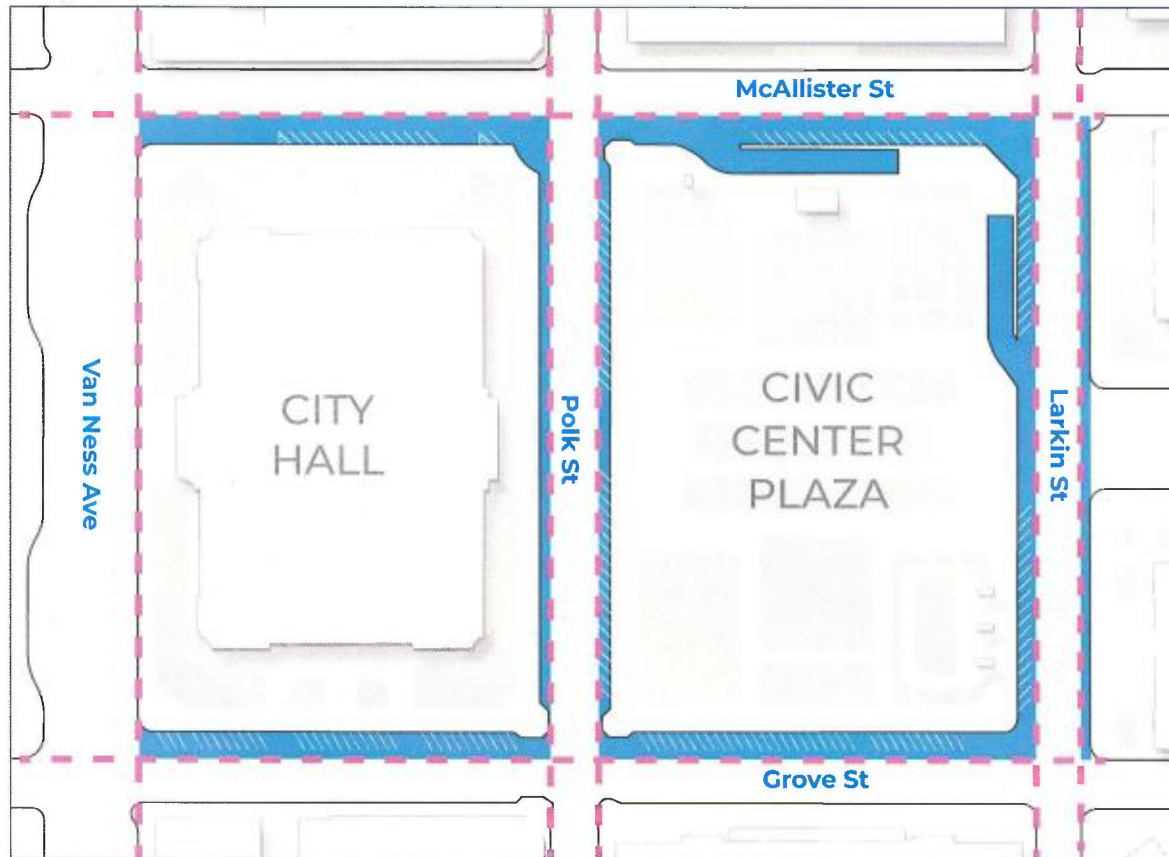 McAllister St
Van Ness Ave
CITY
HALL
Polk St
CIVIC
CENTER
PLAZA
Larkin St
Grove St